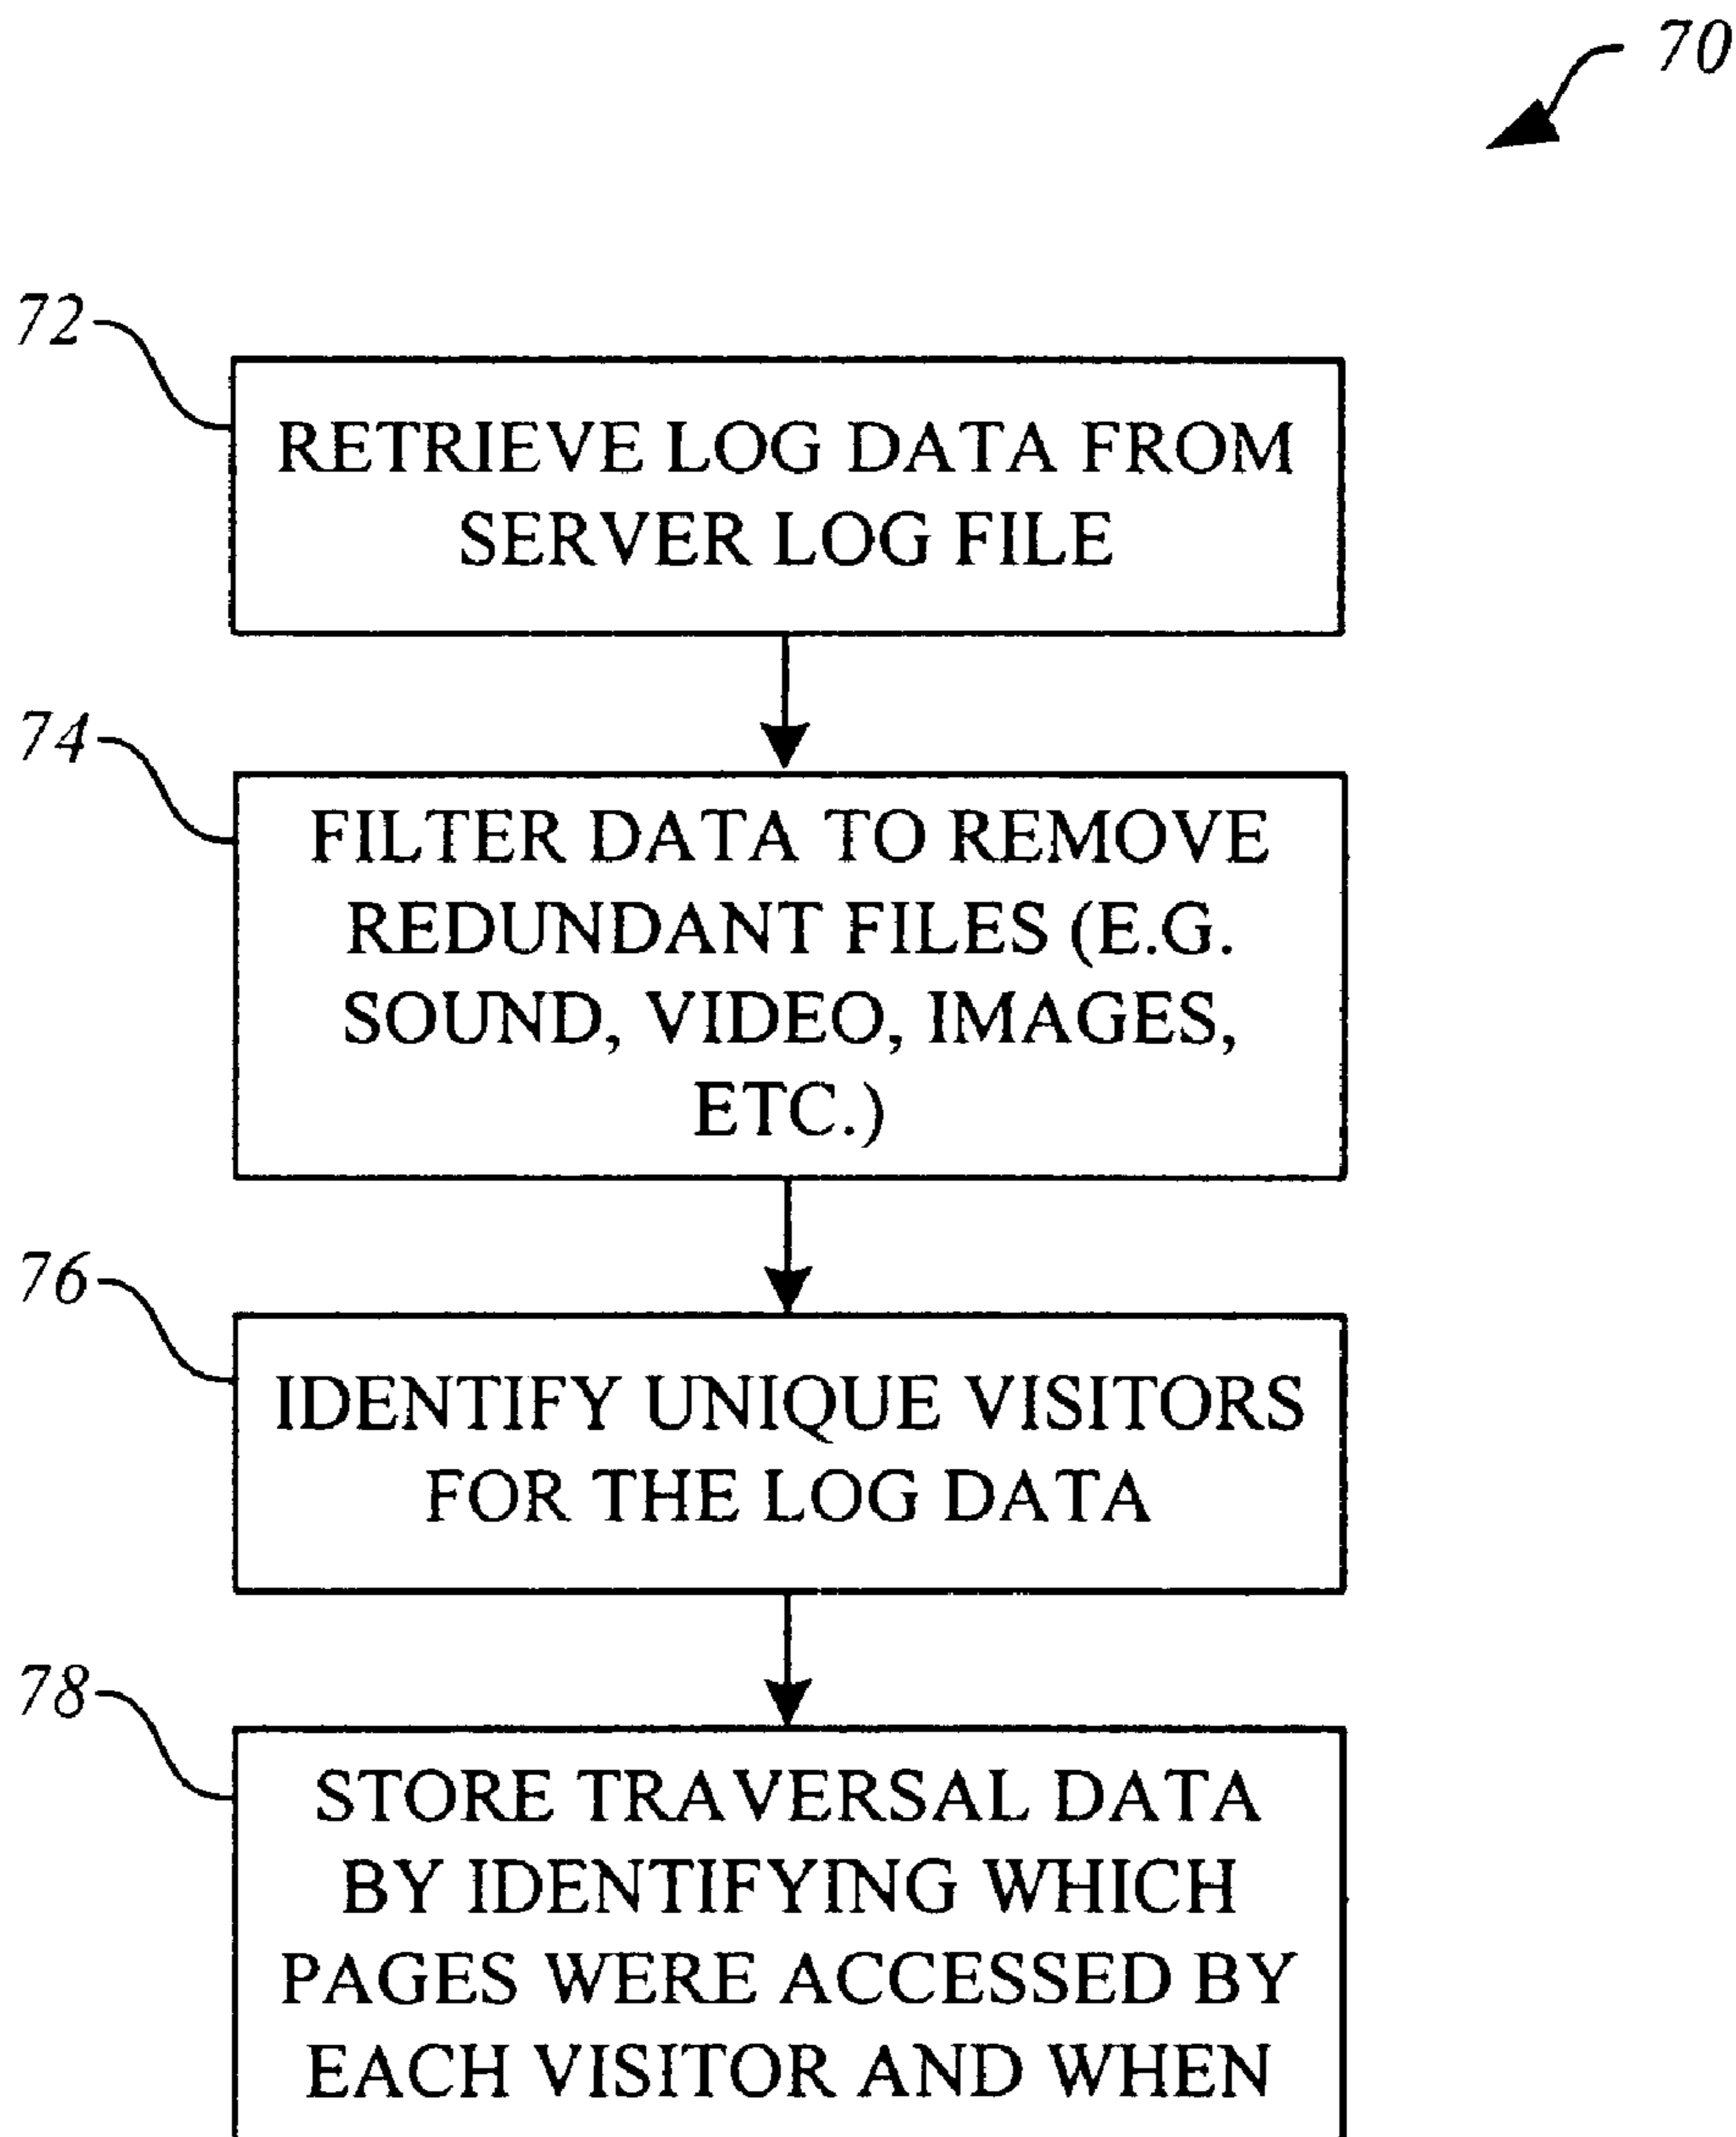 70
72
RETRIEVE LOG DATA FROM
SERVER LOG FILE
74
FILTER DATA TO REMOVE
REDUNDANT FILES (E.G.
SOUND, VIDEO, IMAGES,
ETC.)
76
IDENTIFY UNIQUE VISITORS
FOR THE LOG DATA
78
STORE TRAVERSAL DATA
BY IDENTIFYING WHICH
PAGES WERE ACCESSED BY
EACH VISITOR AND WHEN